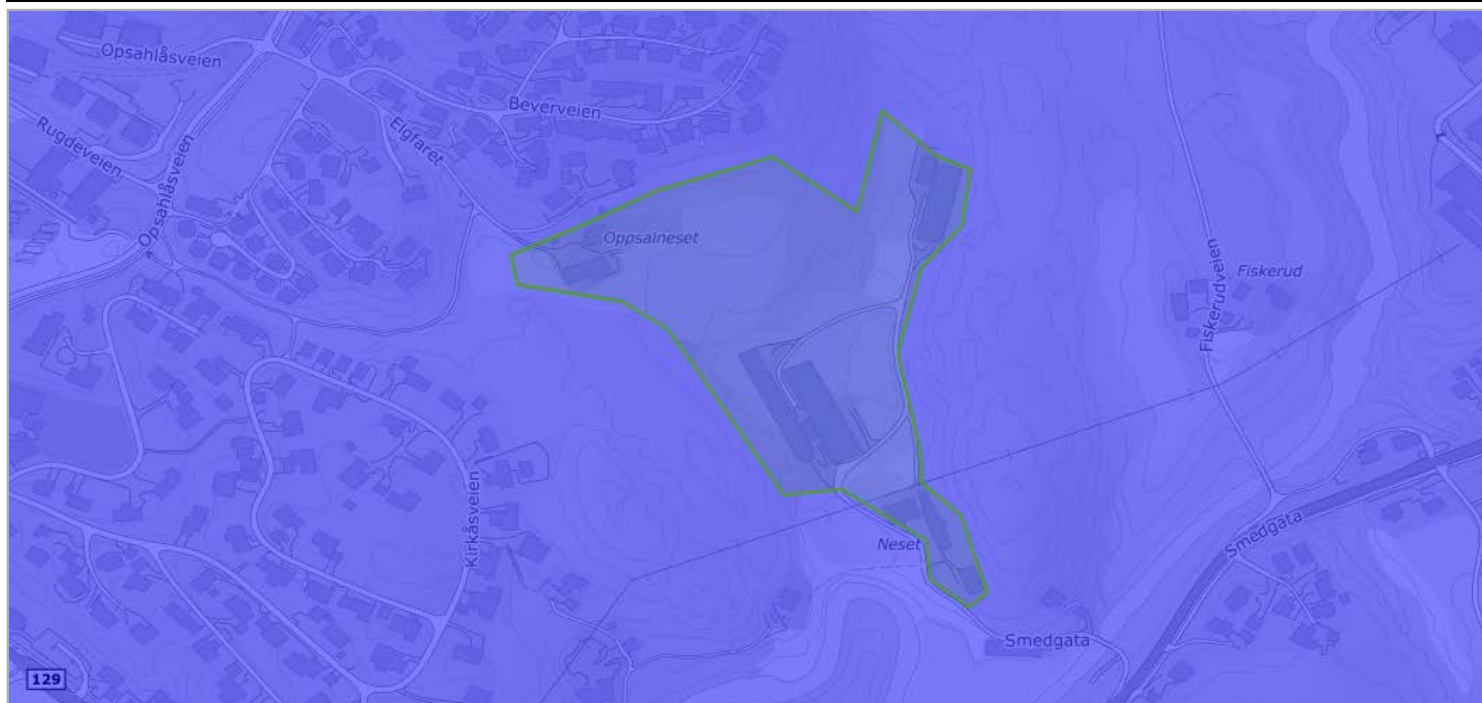 Opsahlåsveien
Beverveien
Rugdeveien
Elgfaret
Opsahlåsveien
Oppsalneset
Fiskerudveien
Fiskerud
Kirkåsveien
Neset
Smedgata
Smedgata
129